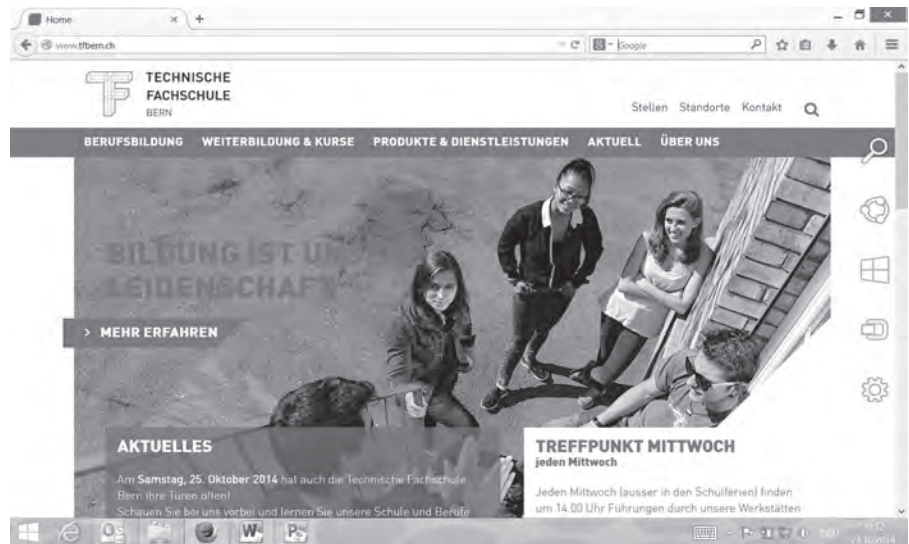 Home
www.tfbern.ch
Google
TECHNISCHE
FACHSCHULE
BERN
Stellen Standorte Kontakt
BERUFSBILDUNG WEITERBILDUNG & KURSE PRODUKTE & DIENSTLEISTUNGEN AKTUELL ÜBER UNS
BILDUNG IST
LEIDENSCHAFT
> MEHR ERFAHREN
AKTUELLES
Am Samstag, 25. Oktober 2014 hat auch die Technische Fachschule
Bern ihre Türen offen!
Schauen Sie bei uns vorbei und lernen Sie unsere Schule und Berufe
TREFFPUNKT MITTWOCH
jeden Mittwoch
Jeden Mittwoch (ausser in den Schulferien) finden
um 14.00 Uhr Führungen durch unsere Werkstätten